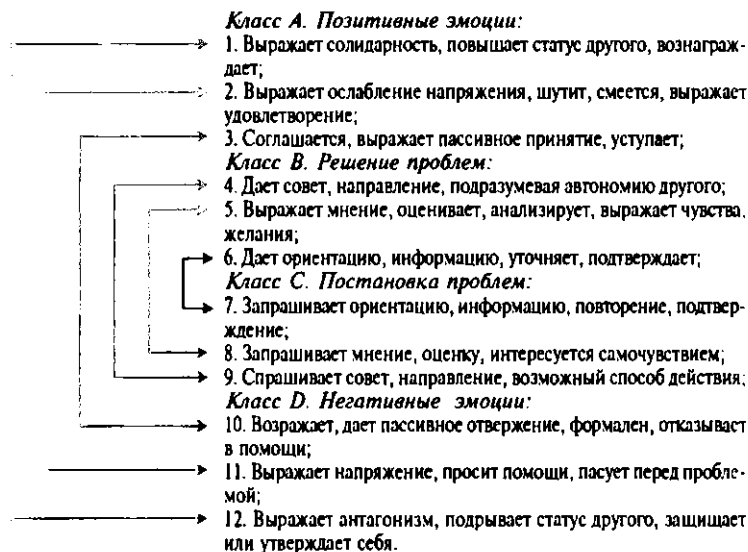 Класс А. Позитивные эмоции:
1. Выражает солидарность, повышает статус другого, вознаграж-
дает;
2. Выражает ослабление напряжения, шутит, смеется, выражает
удовлетворение;
3. Соглашается, выражает пассивное принятие, уступает;
Класс В. Решение проблем:
4. Дает совет, направление, подразумевая автономию другого;
5. Выражает мнение, оценивает, анализирует, выражает чувства,
желания;
6. Дает ориентацию, информацию, уточняет, подтверждает;
Класс С. Постановка проблем:
7. Запрашивает ориентацию, информацию, повторение, подтвер-
ждение;
8. Запрашивает мнение, оценку, интересуется самочувствием;
9. Спрашивает совет, направление, возможный способ действия;
Класс D. Негативные эмоции:
10. Возражает, дает пассивное отвержение, формален, отказывает
в помощи;
11. Выражает напряжение, просит помощи, пасует перед пробле-
мой;
12. Выражает антагонизм, подрывает статус другого, защищает
или утверждает себя.